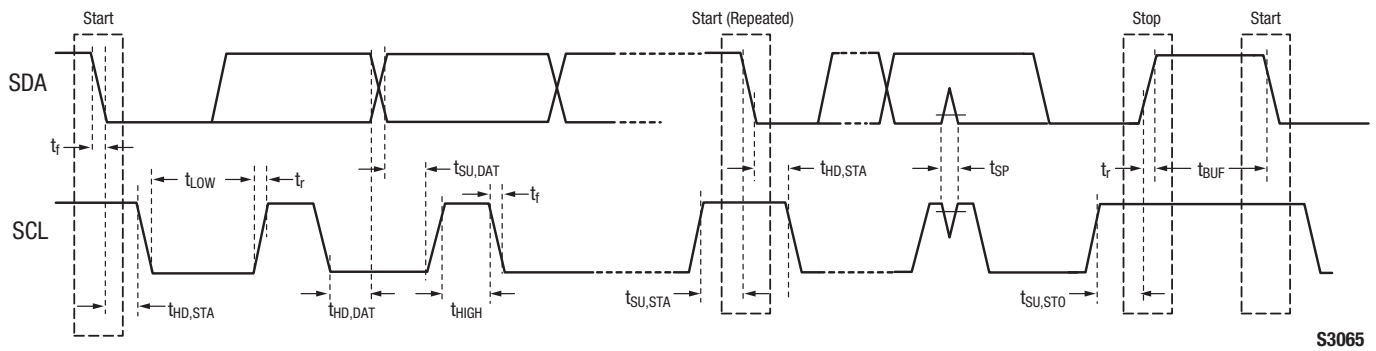 Start
Start (Repeated)
Stop
Start
SDA
tf
tLOW
tr
tSU,DAT
tf
tHD,STA
tSP
tr
tBUF
SCL
tHD,STA
tHD,DAT
tHIGH
tSU,STA
tSU,STO
S3065